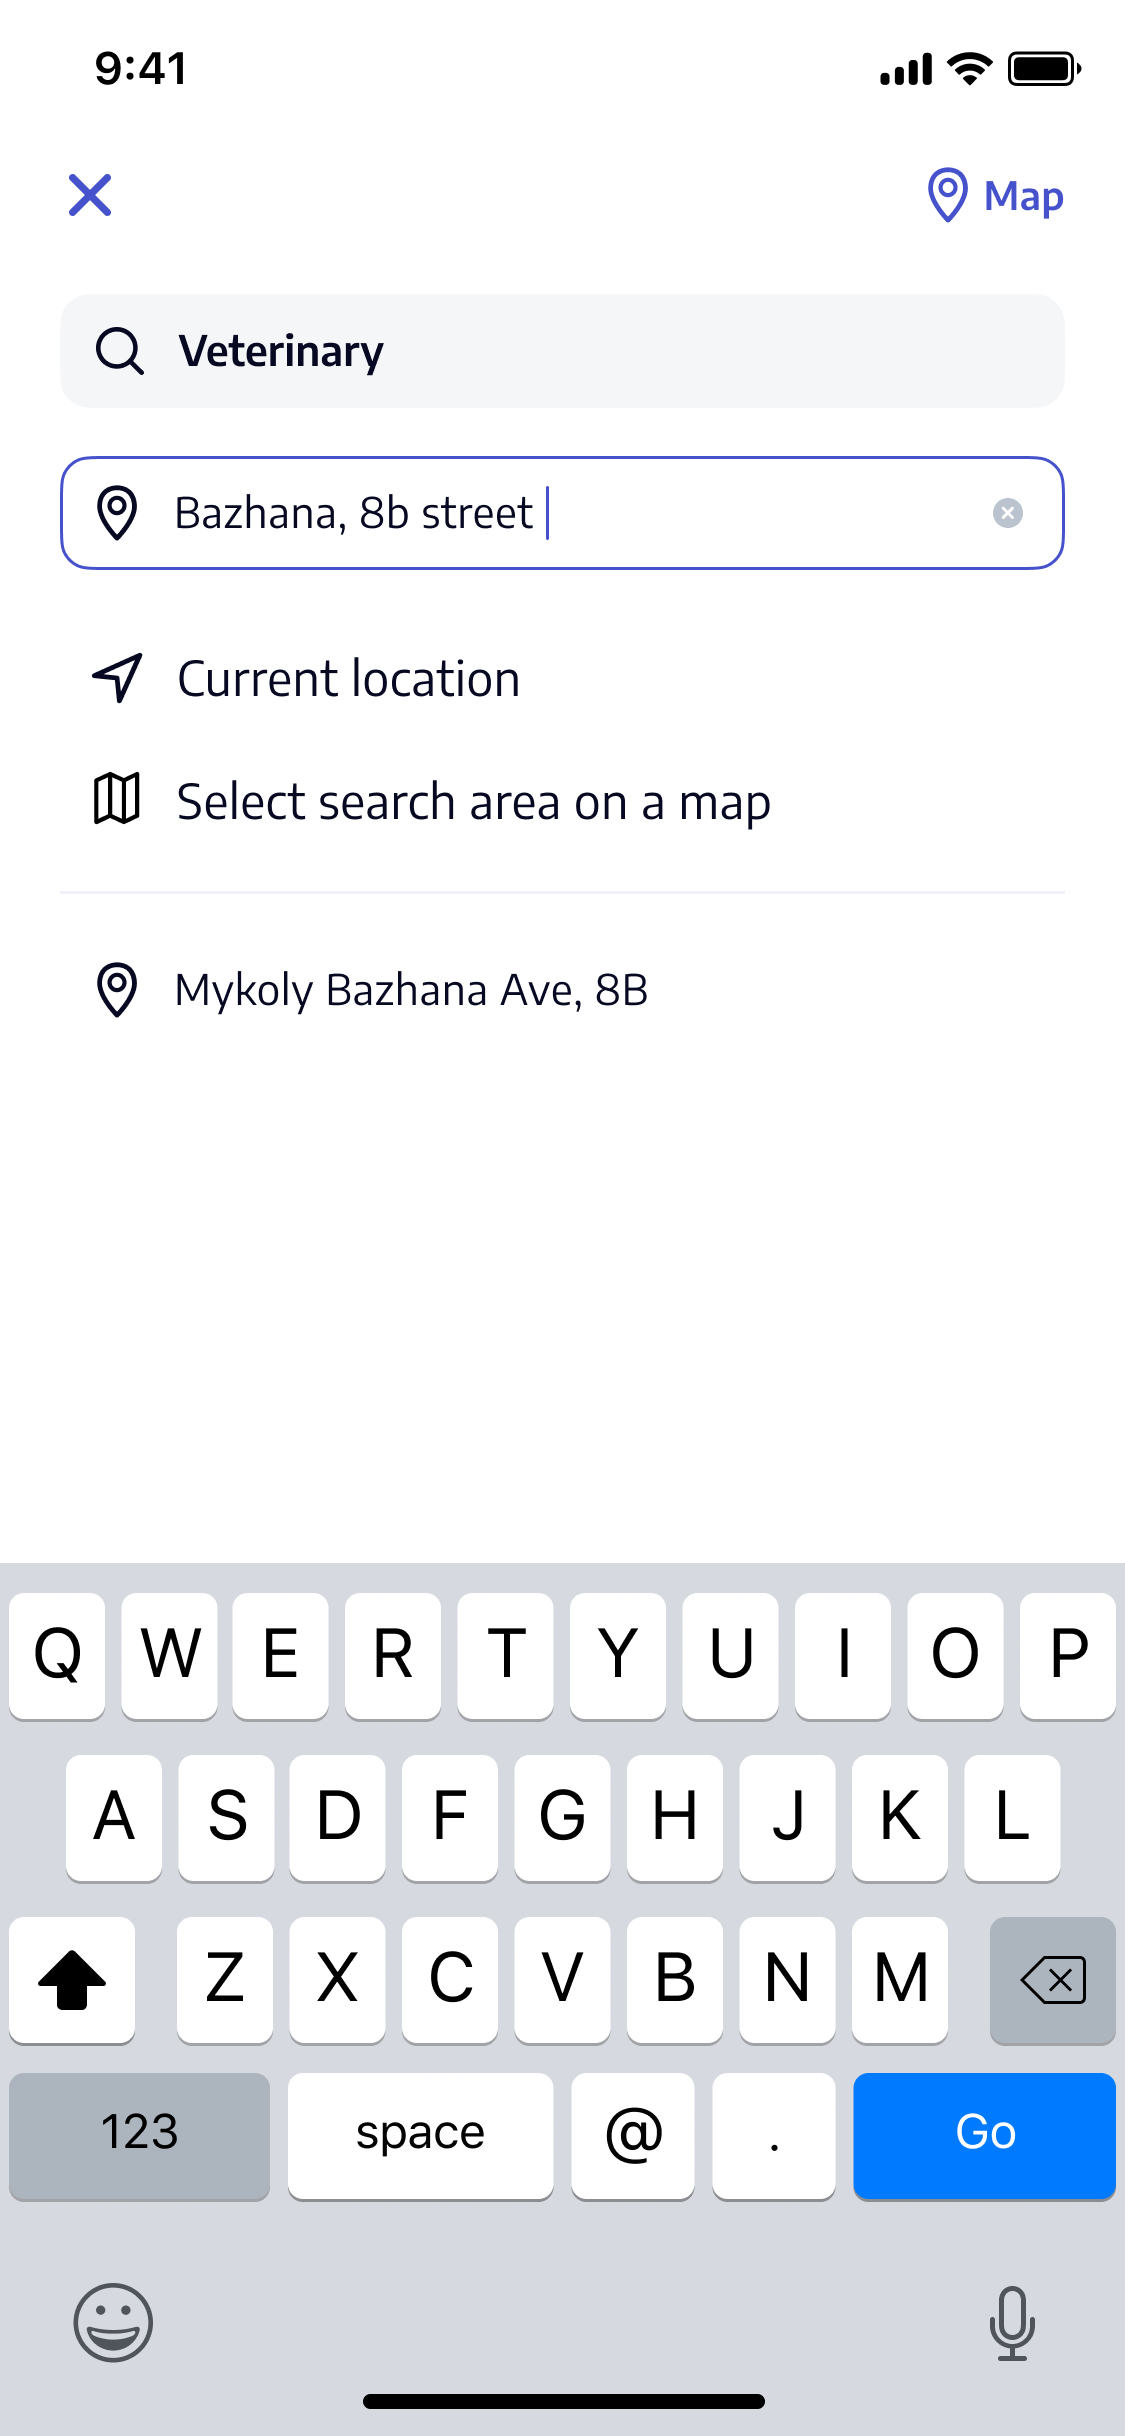 9:41
Map
Veterinary
Bazhana, 8b street
Current location
Select search area on a map
Mykoly Bazhana Ave, 8B
Q W E R T Y U I O P
A S D F G H J K L
Z X C V B N M
123 space @ . Go